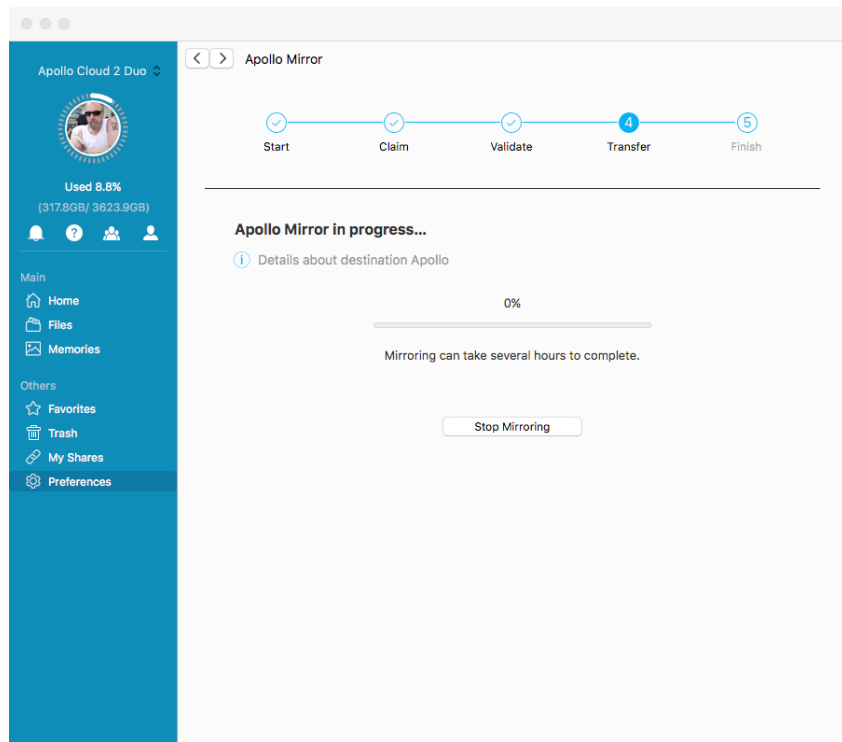 Apollo Cloud 2 Duo
Used 8.8%
(317.8GB/ 3623.9GB)
Main
Home
Files
Memories
Others
Favorites
Trash
My Shares
Preferences
Apollo Mirror
4
5
Start
Claim
Validate
Transfer
Finish
Apollo Mirror in progress...
Details about destination Apollo
0%
Mirroring can take several hours to complete.
Stop Mirroring